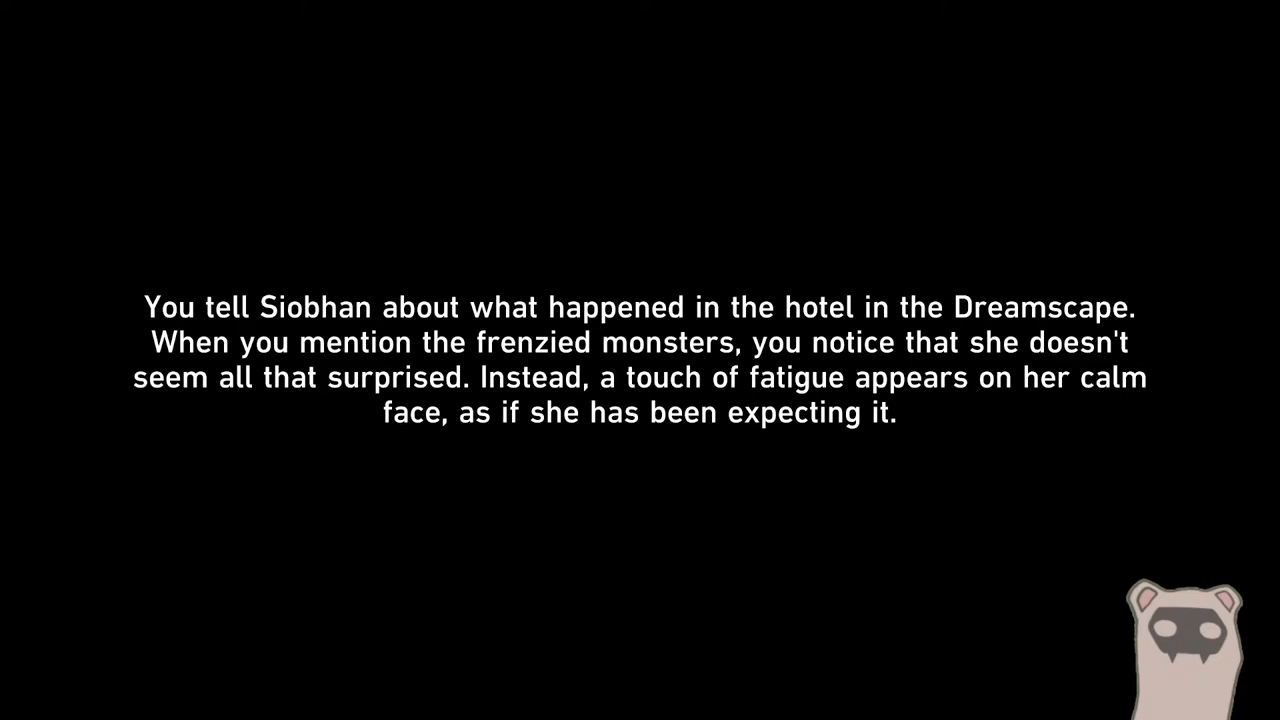 You tell Siobhan about what happened in the hotel in the Dreamscape.
When you mention the frenzied monsters, you notice that she doesn't
seem all that surprised. Instead, a touch of fatigue appears on her calm
face, as if she has been expecting it.